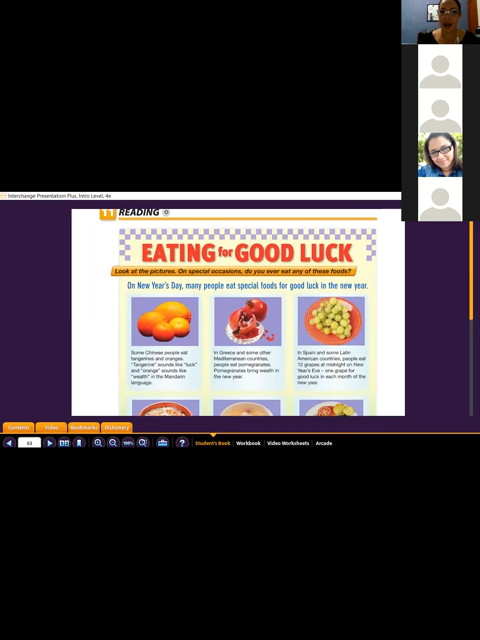 Interchange Presentation Plus, Intro Level, 4e
11 READING
EATING for GOOD LUCK
Look at the pictures. On special occasions, do you ever eat any of these foods?
On New Year's Day, many people eat special foods for good luck in the new year.
Some Chinese people eat
tangerines and oranges.
"Tangerine" sounds like "luck"
and "orange" sounds like
"wealth" in the Mandarin
language.
In Greece and some other
Mediterranean countries,
people eat pomegranates.
Pomegranates bring wealth in
the new year.
In Spain and some Latin
American countries, people eat
12 grapes at midnight on New
Year's Eve – one grape for
good luck in each month of the
new year.
Contents Video Bookmarks Dictionary
63 100% ? Student's Book Workbook Video Worksheets Arcade